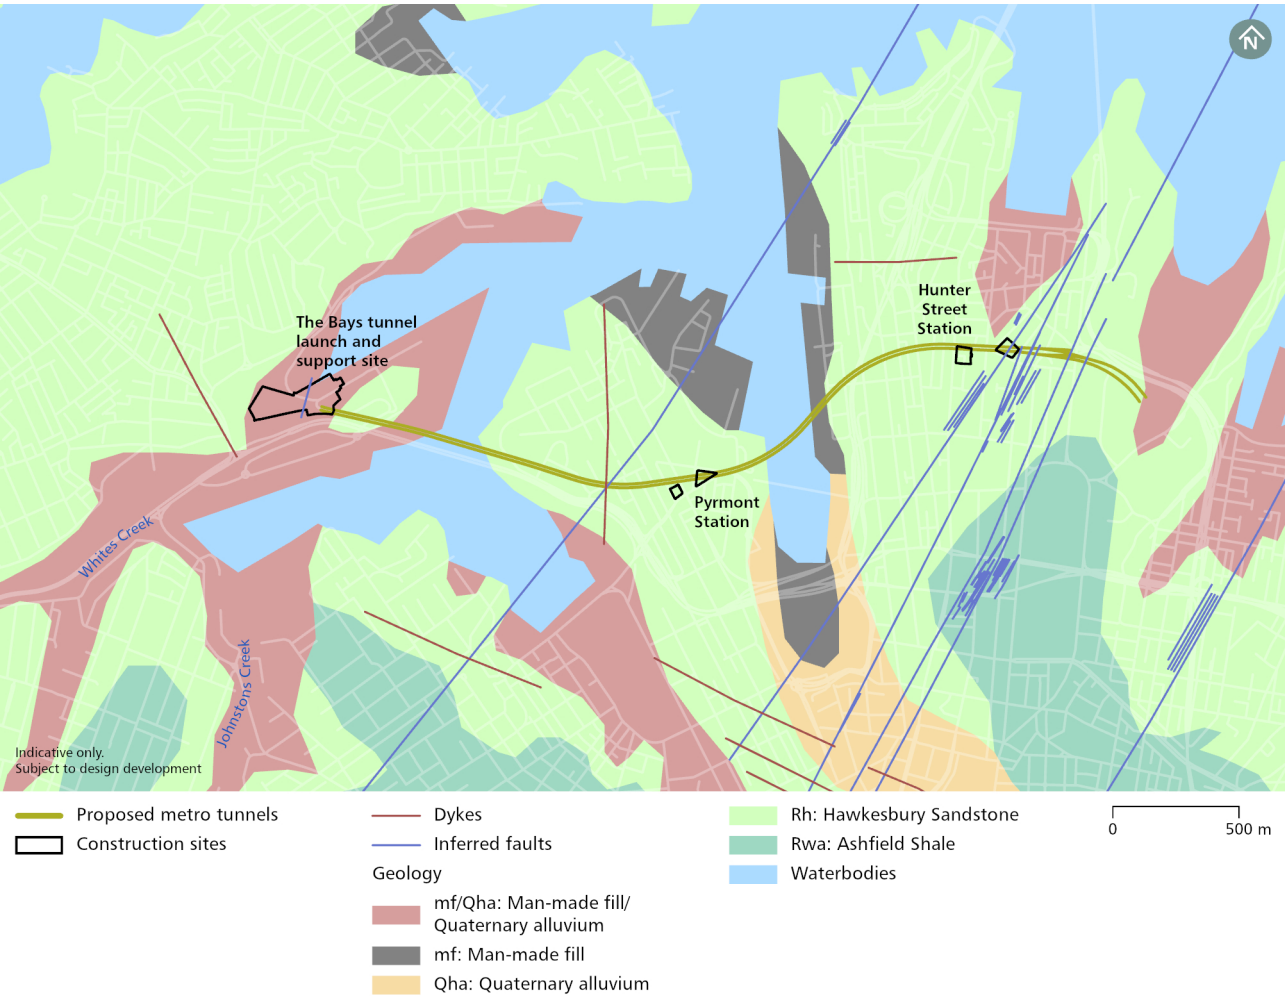 N
The Bays tunnel
launch and
support site
Hunter
Street
Station
Pyrmont
Station
Whites Creek
Johnstons Creek
Indicative only.
Subject to design development
Proposed metro tunnels
Construction sites
Dykes
Inferred faults
Geology
mf/Qha: Man-made fill/
Quaternary alluvium
mf: Man-made fill
Qha: Quaternary alluvium
Rh: Hawkesbury Sandstone
Rwa: Ashfield Shale
Waterbodies
0 500 m